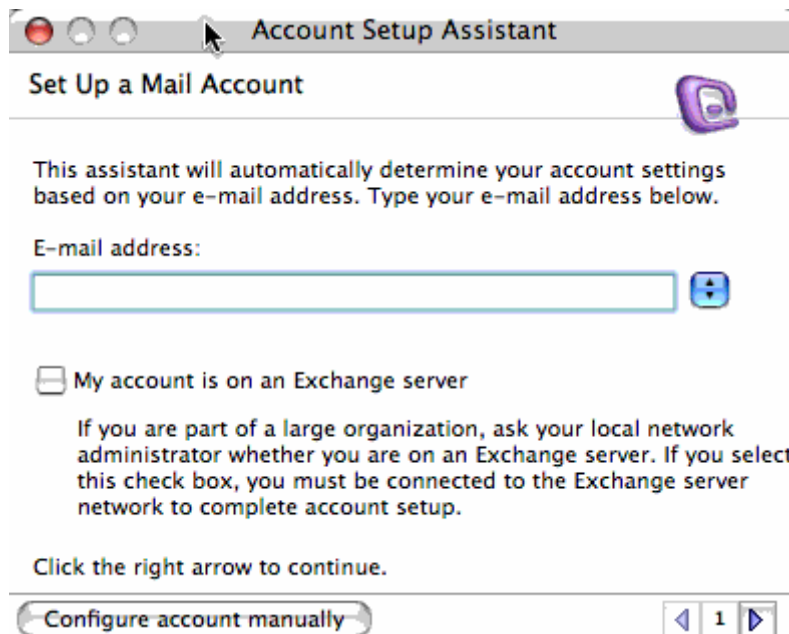 Account Setup Assistant
Set Up a Mail Account
This assistant will automatically determine your account settings
based on your e-mail address. Type your e-mail address below.
E-mail address:
My account is on an Exchange server
If you are part of a large organization, ask your local network
administrator whether you are on an Exchange server. If you select
this check box, you must be connected to the Exchange server
network to complete account setup.
Click the right arrow to continue.
Configure account manually
1